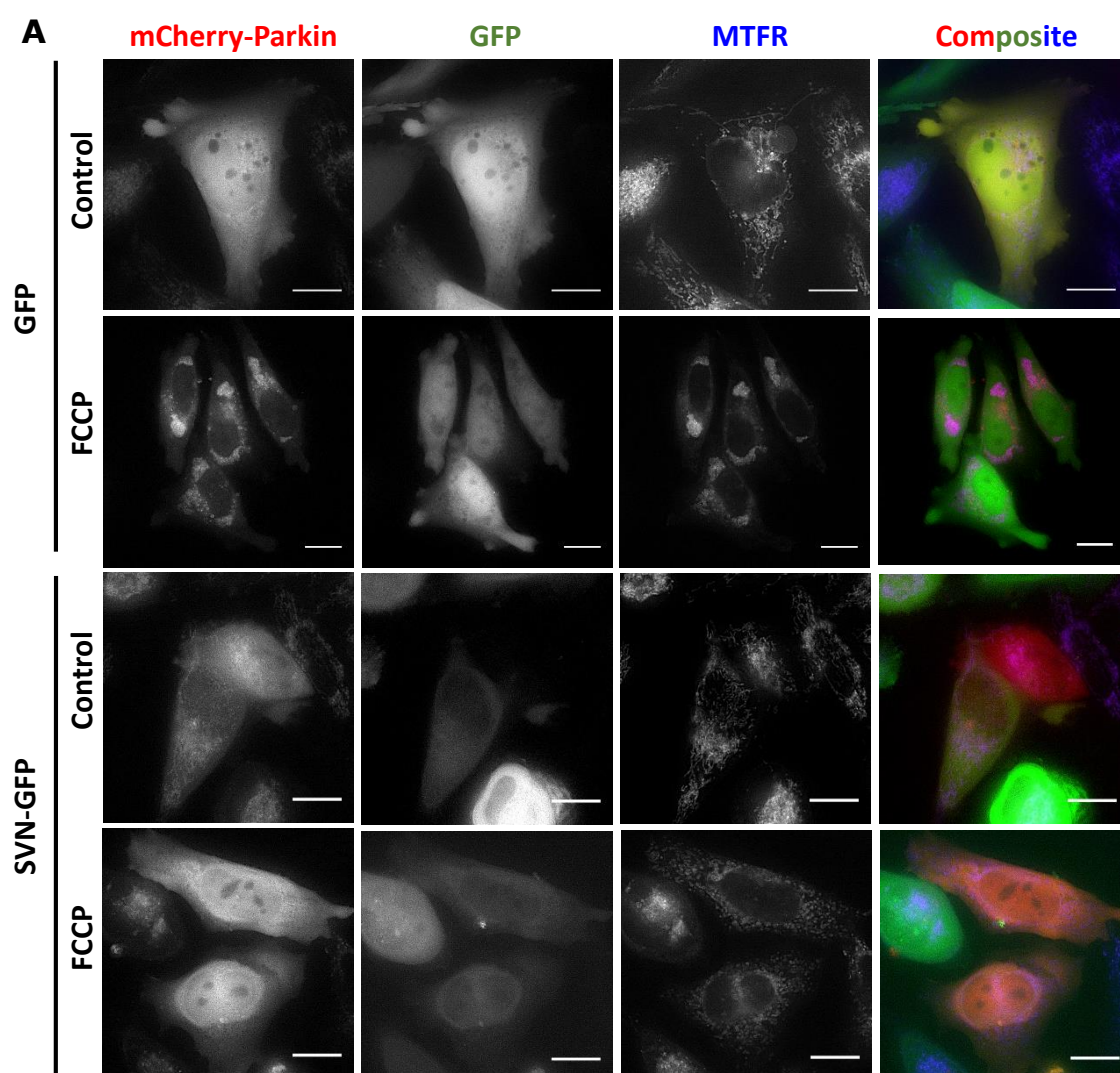 A
mCherry-Parkin GFP MTFR Composite
GFP
Control
FCCP
SVN-GFP
Control
FCCP